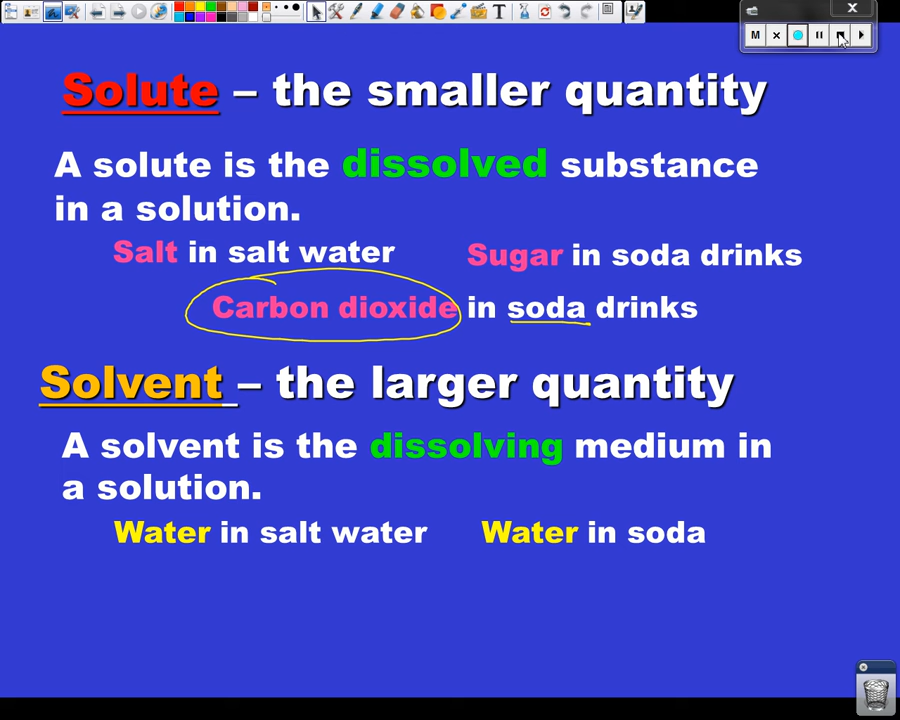 M
Solute – the smaller quantity
A solute is the dissolved substance
in a solution.
Salt in salt water
Sugar in soda drinks
Carbon dioxide in soda drinks
Solvent – the larger quantity
A solvent is the dissolving medium in
a solution.
Water in salt water
Water in soda